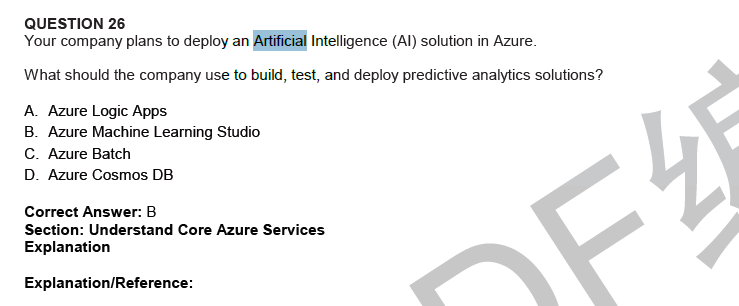 QUESTION 26
Your company plans to deploy an Artificial Intelligence (AI) solution in Azure.
What should the company use to build, test, and deploy predictive analytics solutions?
A. Azure Logic Apps
B. Azure Machine Learning Studio
C. Azure Batch
D. Azure Cosmos DB
Correct Answer: B
Section: Understand Core Azure Services
Explanation
Explanation/Reference:
DF编